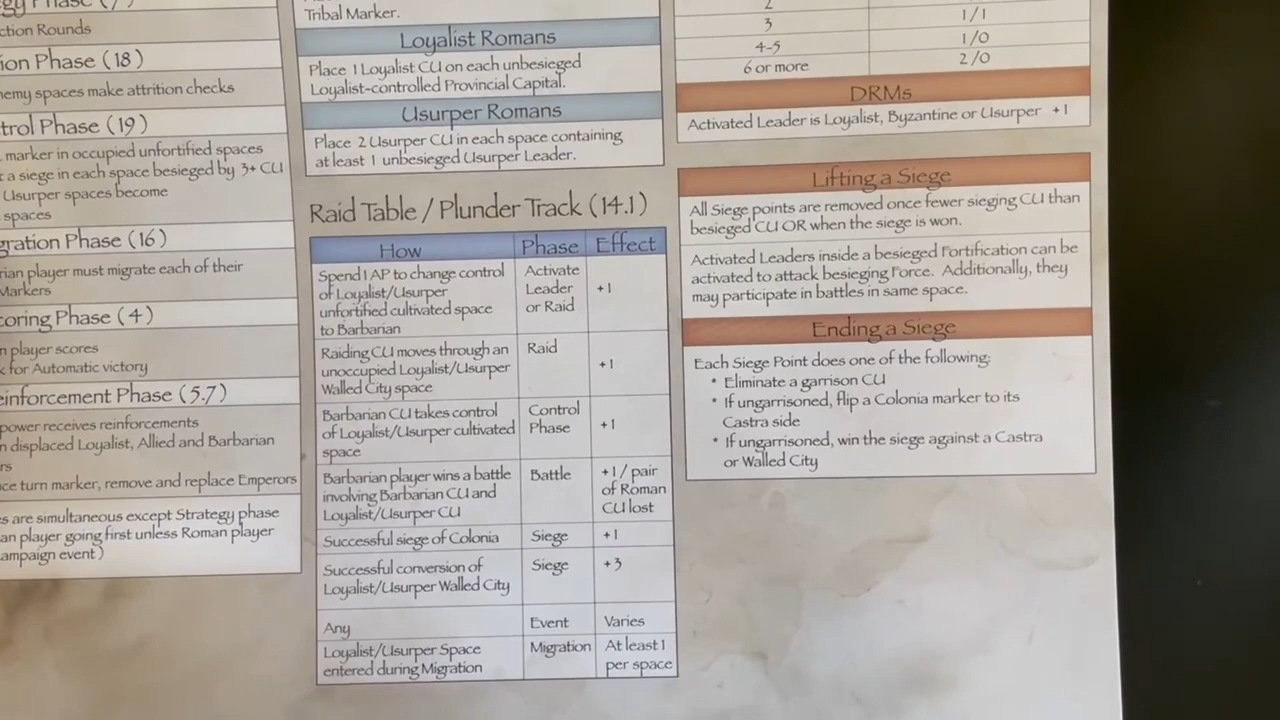 ction Rounds
ion Phase (18)
nemy spaces make attrition checks
trol Phase (19)
marker in occupied unfortified spaces
a siege in each space besieged by 3+ CU
Usurper spaces become
spaces
gration Phase (16)
rian player must migrate each of their
Markers
coring Phase (4)
n player scores
k for Automatic victory
einforcement Phase (5.7)
power receives reinforcements
n displaced Loyalist, Allied and Barbarian
rs
ce turn marker, remove and replace Emperors
es are simultaneous except Strategy phase
an player going first unless Roman player
ampaign event)
Tribal Marker.
Loyalist Romans
Place 1 Loyalist CU on each unbesieged
Loyalist-controlled Provincial Capital.
Usurper Romans
Place 2 Usurper CU in each space containing
at least 1 unbesieged Usurper Leader.
Raid Table / Plunder Track (14.1)
How Phase Effect
Spend 1 AP to change control
of Loyalist/Usurper
unfortified cultivated space
to Barbarian
Activate
Leader
or Raid
+1
Raiding CU moves through an
unoccupied Loyalist/Usurper
Walled City space
Raid
+1
Barbarian CU takes control
of Loyalist/Usurper cultivated
space
Control
Phase
+1
Barbarian player wins a battle
involving Barbarian CU and
Loyalist/Usurper CU
Battle
+1 / pair
of Roman
CU lost
Successful siege of Colonia Siege +1
Successful conversion of
Loyalist/Usurper Walled City
Siege
+3
Any Event Varies
Loyalist/Usurper Space
entered during Migration
Migration
At least 1
per space
2
3 1/1
4-5 1/0
6 or more 2/0
DRMs
Activated Leader is Loyalist, Byzantine or Usurper +1
Lifting a Siege
All Siege points are removed once fewer sieging CU than
besieged CU OR when the siege is won.
Activated Leaders inside a besieged Fortification can be
activated to attack besieging Force. Additionally, they
may participate in battles in same space.
Ending a Siege
Each Siege Point does one of the following:
* Eliminate a garrison CU
* If ungarrisoned, flip a Colonia marker to its
Castra side
* If ungarrisoned, win the siege against a Castra
or Walled City